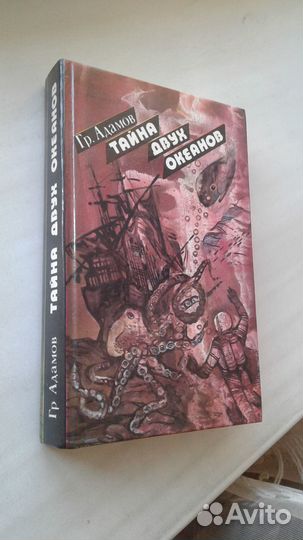 Гр. Адамов
ТАЙНА
ДВУХ
ОКЕАНОВ
Гр Адамов ТАЙНА ДВУХ ОКЕАНОВ
Avito